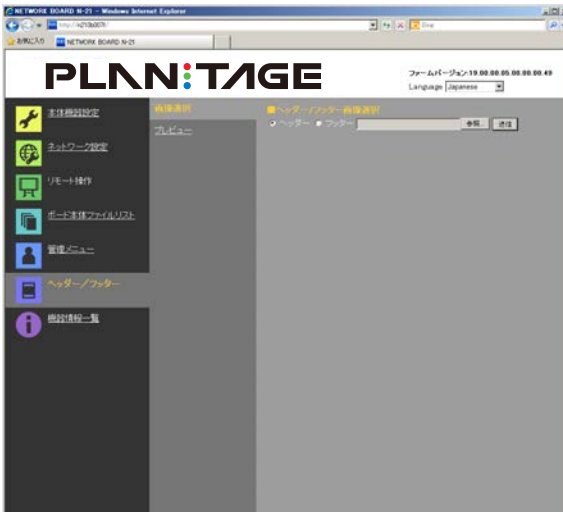 NETWORK BOARD N-21 - Windows Internet Explorer
お気に入り NETWORK BOARD N-21
PLANTAGE
ファームバージョン:19.00.00.05.00.00.00.49
Language Japanese
本体機器設定
ネットワーク設定
リモート操作
ボード本体ファイルリスト
管理メニュー
ヘッダー/フッター
機器情報一覧
画像選択
プレビュー
■ヘッダー/フッター画像選択
ヘッダー フッター 参照... 送信